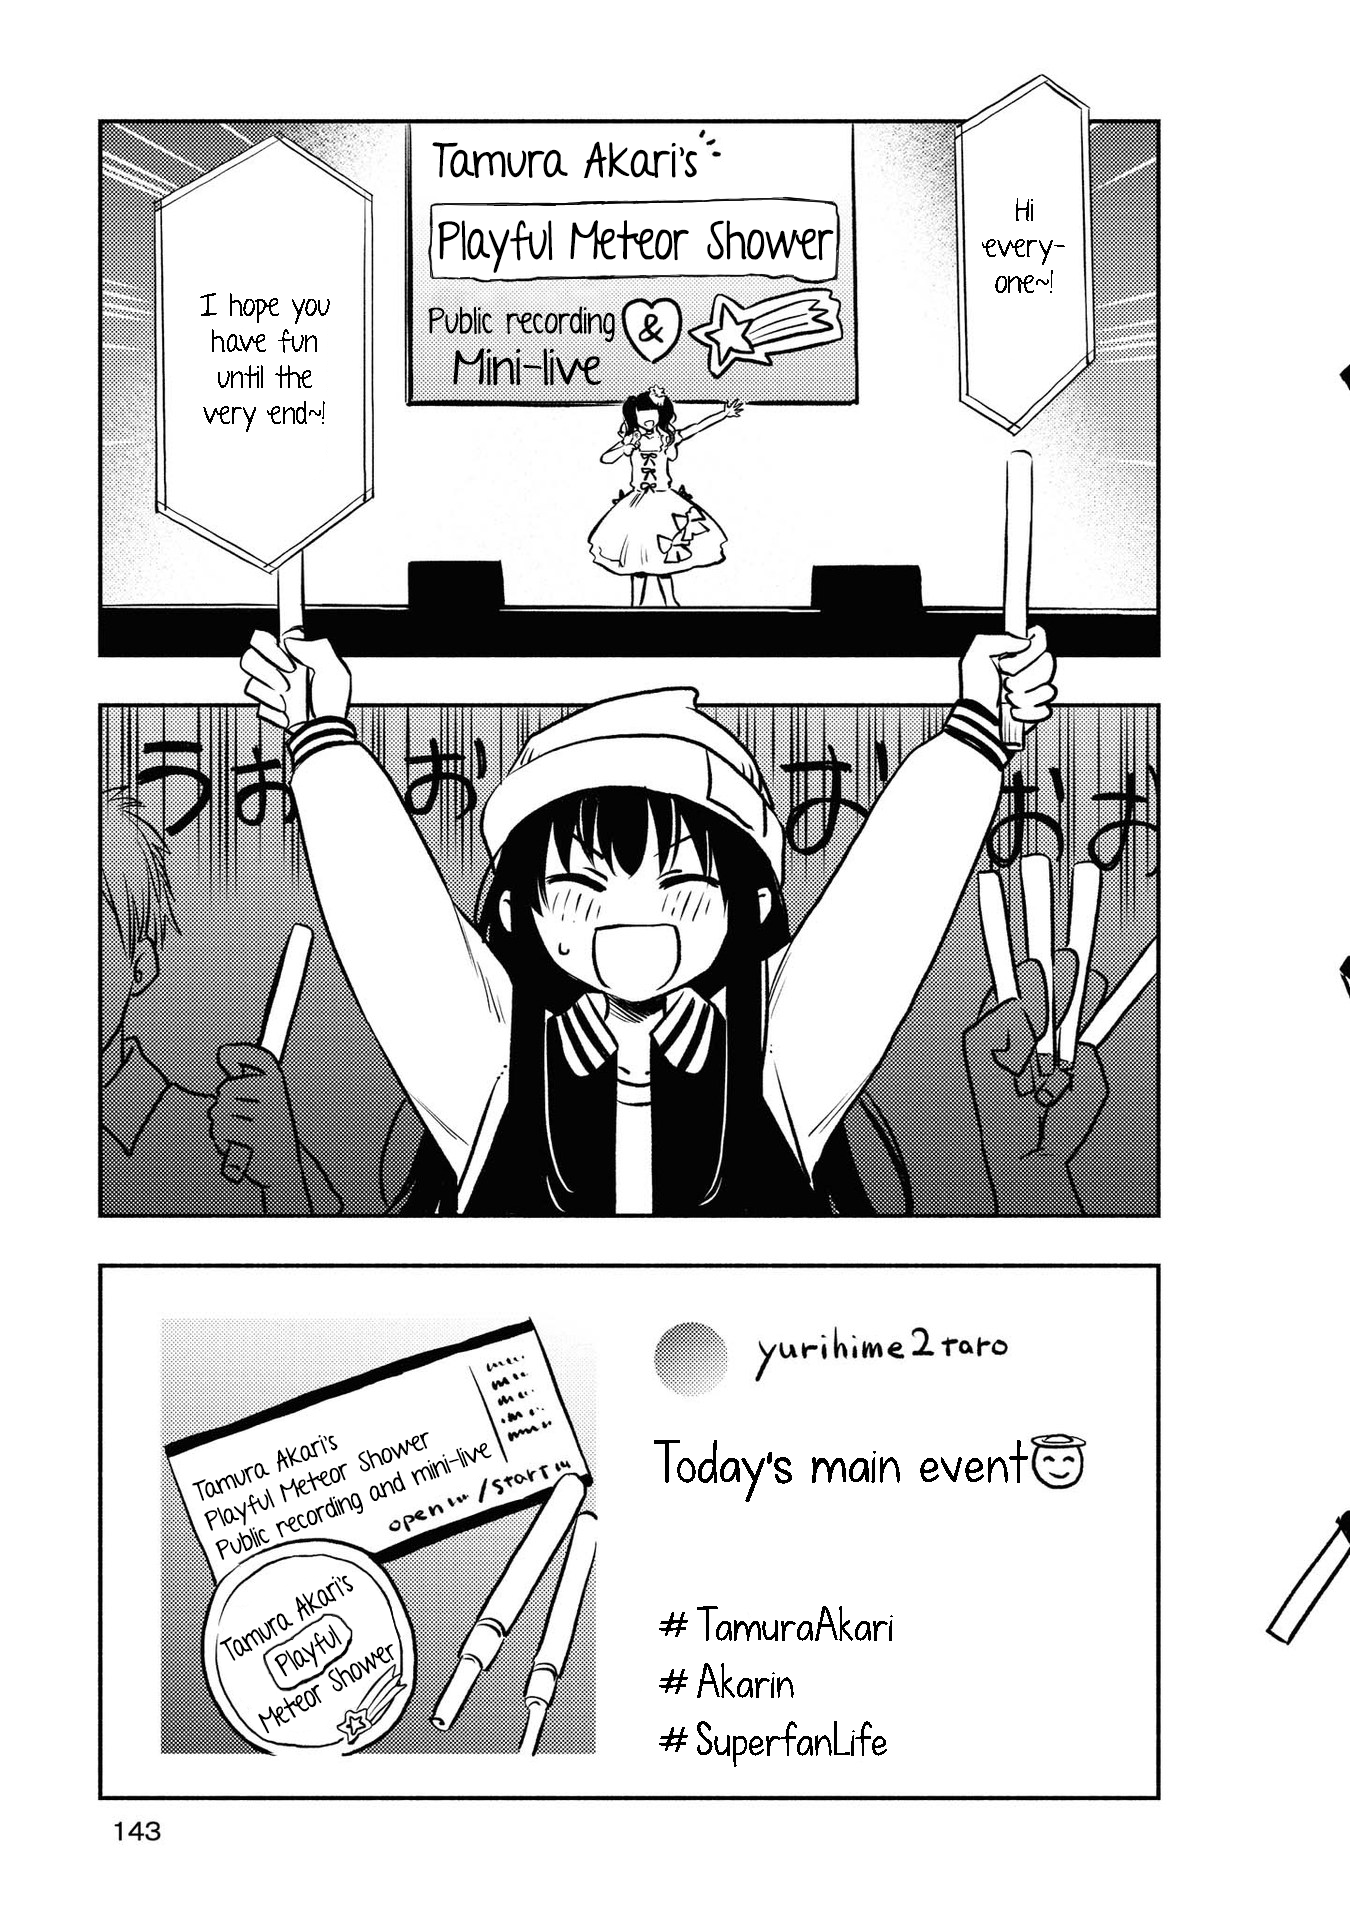 Tamura Akari's
Playful Meteor Shower
Public recording &
Mini-live
Hi
every-
one~!
I hope you
have fun
until the
very end~!
うぉぉおおお
Tamura Akari's
Playful Meteor Shower
Public recording and mini-live
open /start
Tamura Akari's
Playful
Meteor Shower
yurihime2taro
Today's main event
# TamuraAkari
# Akarin
# SuperfanLife
143